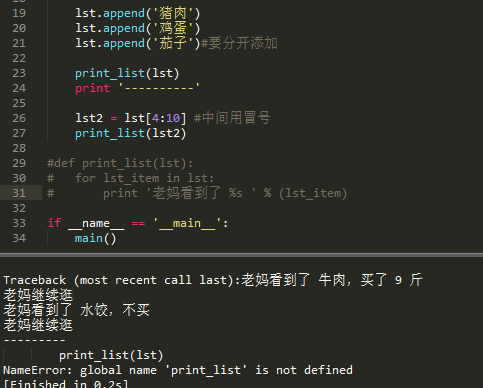 19 lst.append('猪肉')
20 lst.append('鸡蛋')
21 lst.append('茄子')#要分开添加
22
23 print_list(lst)
24 print '----------'
25
26 lst2 = lst[4:10] #中间用冒号
27 print_list(lst2)
28
29 #def print_list(lst):
30 #   for lst_item in lst:
31 #       print '老妈看到了 %s ' % (lst_item)
32
33 if __name__ == '__main__':
34 main()
Traceback (most recent call last):老妈看到了 牛肉，买了 9 斤
老妈继续逛
老妈看到了 水饺，不买
老妈继续逛
---------
print_list(lst)
NameError: global name 'print_list' is not defined
[Finished in 0.2s]